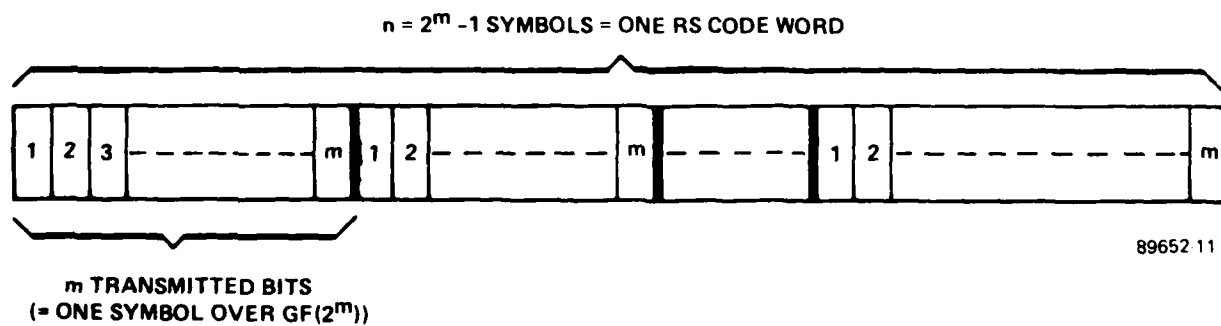 n = 2^m -1 SYMBOLS = ONE RS CODE WORD
1 2 3 m 1 2 m 1 2 m
89652-11
m TRANSMITTED BITS
(= ONE SYMBOL OVER GF(2^m))